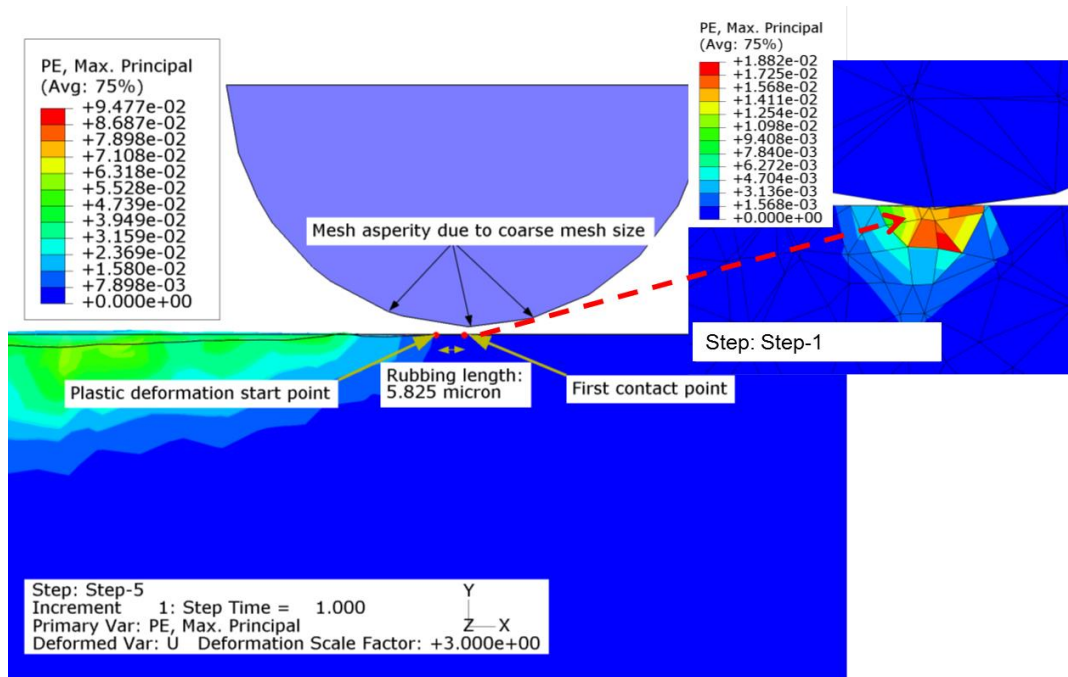 PE, Max. Principal
(Avg: 75%)
+9.477e-02
+8.687e-02
+7.898e-02
+7.108e-02
+6.318e-02
+5.528e-02
+4.739e-02
+3.949e-02
+3.159e-02
+2.369e-02
+1.580e-02
+7.898e-03
+0.000e+00
PE, Max. Principal
(Avg: 75%)
+1.882e-02
+1.725e-02
+1.568e-02
+1.411e-02
+1.254e-02
+1.098e-02
+9.408e-03
+7.840e-03
+6.272e-03
+4.704e-03
+3.136e-03
+1.568e-03
+0.000e+00
Mesh asperity due to coarse mesh size
Step: Step-1
Plastic deformation start point
Rubbing length:
5.825 micron
First contact point
Step: Step-5
Increment 1: Step Time = 1.000
Primary Var: PE, Max. Principal
Deformed Var: U Deformation Scale Factor: +3.000e+00
Y
Z X